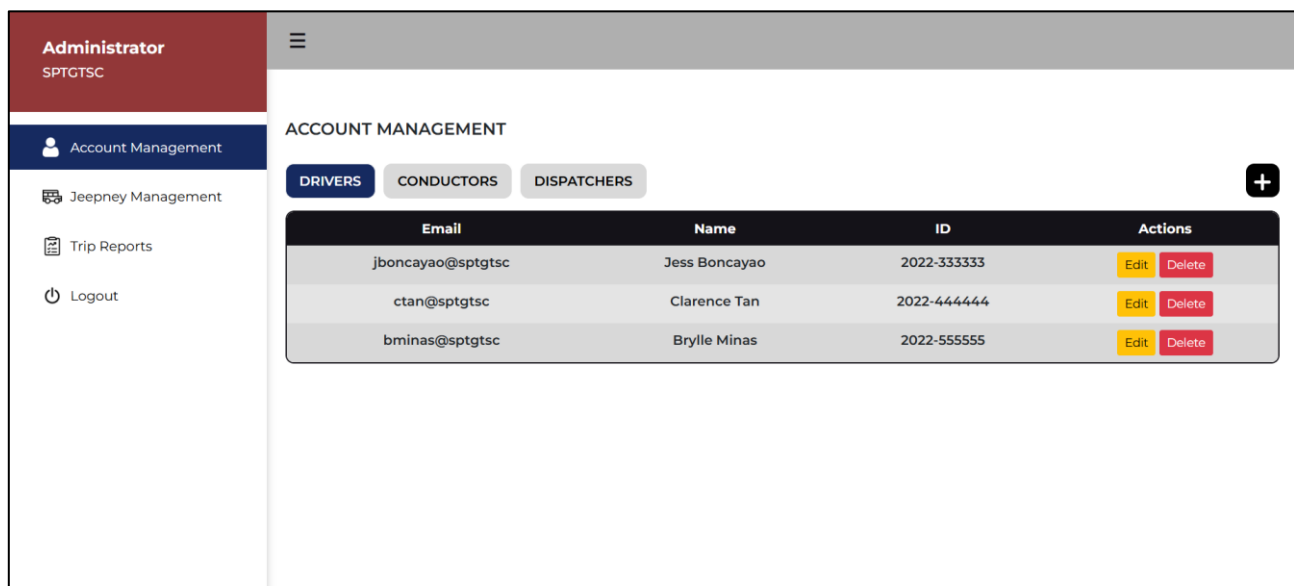 Administrator
SPTGTSC
Account Management
Jeepney Management
Trip Reports
Logout
ACCOUNT MANAGEMENT
DRIVERS CONDUCTORS DISPATCHERS
Email Name ID Actions
jboncayao@sptgtsc Jess Boncayao 2022-333333 Edit Delete
ctan@sptgtsc Clarence Tan 2022-444444 Edit Delete
bminas@sptgtsc Brylle Minas 2022-555555 Edit Delete